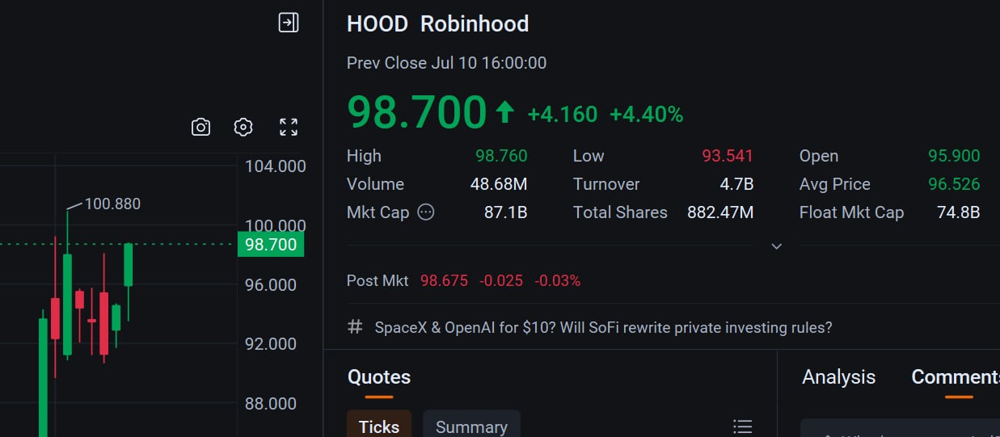 HOOD Robinhood
Prev Close Jul 10 16:00:00
98.700 +4.160 +4.40%
High 98.760 Low 93.541 Open 95.900
Volume 48.68M Turnover 4.7B Avg Price 96.526
Mkt Cap 87.1B Total Shares 882.47M Float Mkt Cap 74.8B
Post Mkt 98.675 -0.025 -0.03%
# SpaceX & OpenAI for $10? Will SoFi rewrite private investing rules?
Quotes
Analysis Comments
Ticks Summary
104.000
100.880
100.000
98.700
96.000
92.000
88.000